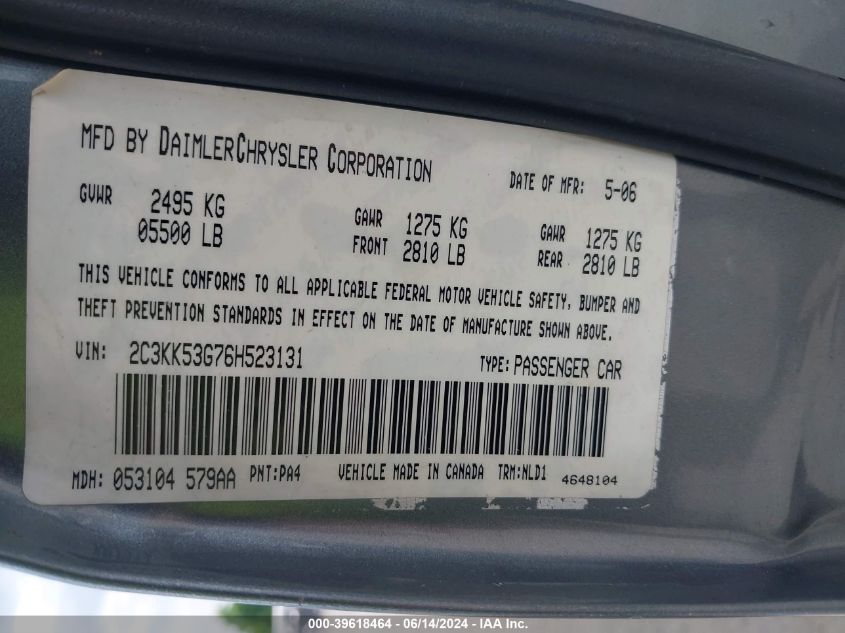 MFD BY DAIMLERCHRYSLER CORPORATION DATE OF MFR: 5-06
GVWR 2495 KG GAWR 1275 KG GAWR 1275 KG
05500 LB FRONT 2810 LB REAR 2810 LB
THIS VEHICLE CONFORMS TO ALL APPLICABLE FEDERAL MOTOR VEHICLE SAFETY, BUMPER AND
THEFT PREVENTION STANDARDS IN EFFECT ON THE DATE OF MANUFACTURE SHOWN ABOVE.
VIN: 2C3KK53G76H523131 TYPE: PASSENGER CAR
MDH: 053104 579AA PNT:PA4 VEHICLE MADE IN CANADA TRM:NLD1 4648104
000-39618464 - 06/14/2024 - IAA Inc.